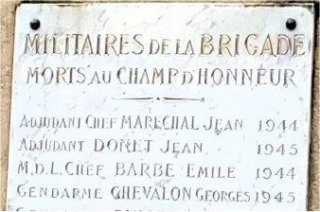 MILITAIRES DE LA BRIGADE
MORTS AU CHAMP D'HONNEUR
ADJUDANT CHEF MARECHAL JEAN 1944
ADJUDANT DORET JEAN 1945
M.D.L. CHEF BARBE EMILE 1944
GENDARME CHEVALON GEORGES 1945